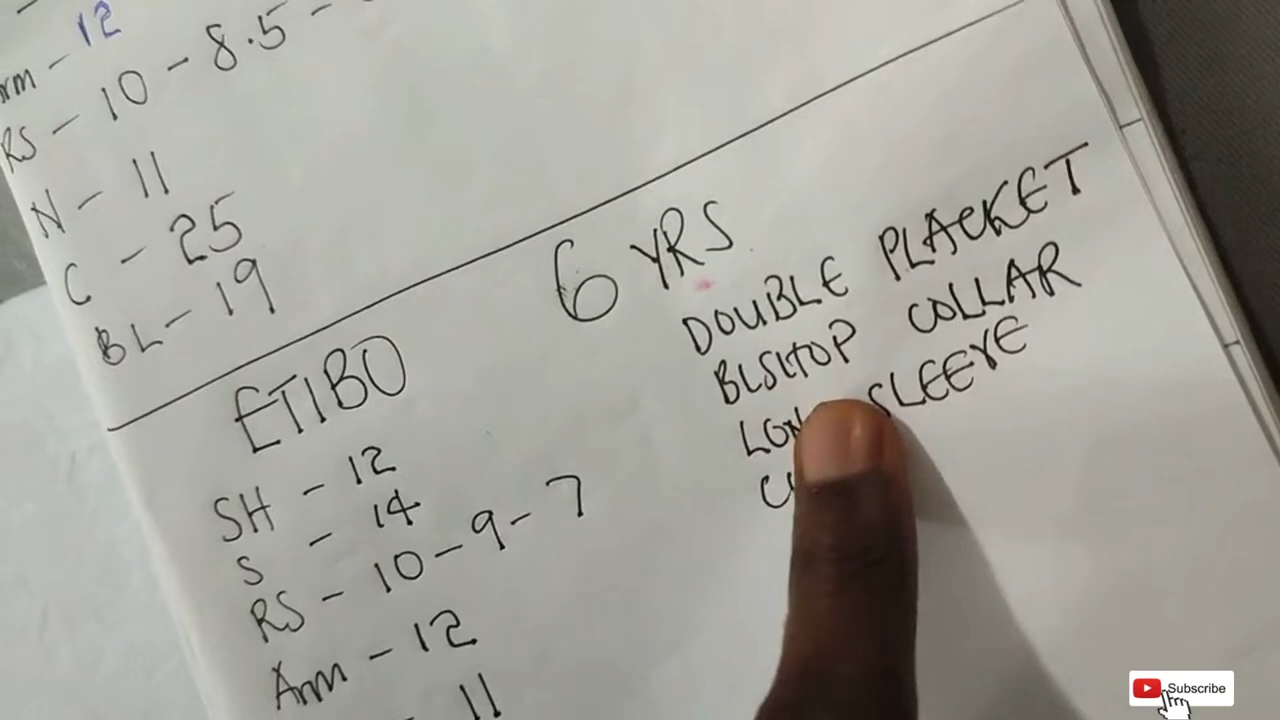 Arm - 12
RS - 10 - 8.5 -
N - 11
C - 25
BL - 19
6 YRS
DOUBLE PLACKET
BISHOP COLLAR
SLEEVE
ETIBO
SH - 12
S - 14
RS - 10 - 9 - 7
Arm - 12
- 11
Subscribe